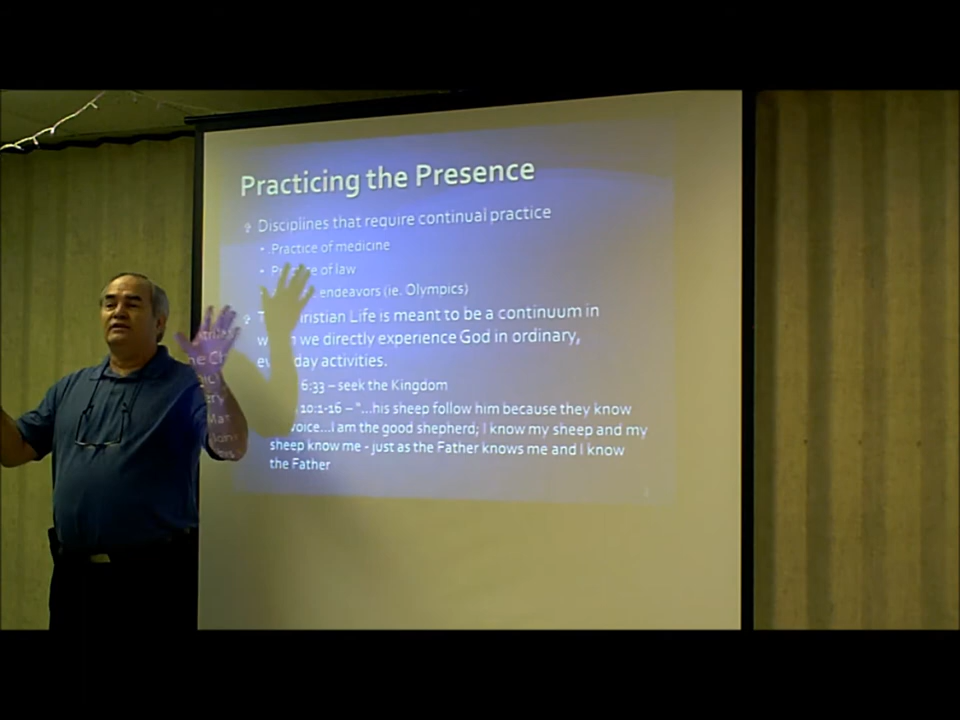 Practicing the Presence
Disciplines that require continual practice
Practice of medicine
of law
endeavors (ie. Olympics)
Life is meant to be a continuum in
we directly experience God in ordinary,
activities.
6:33 – seek the Kingdom
10:1-16 – “...his sheep follow him because they know
voice...I am the good shepherd; I know my sheep and my
sheep know me - just as the Father knows me and I know
the Father